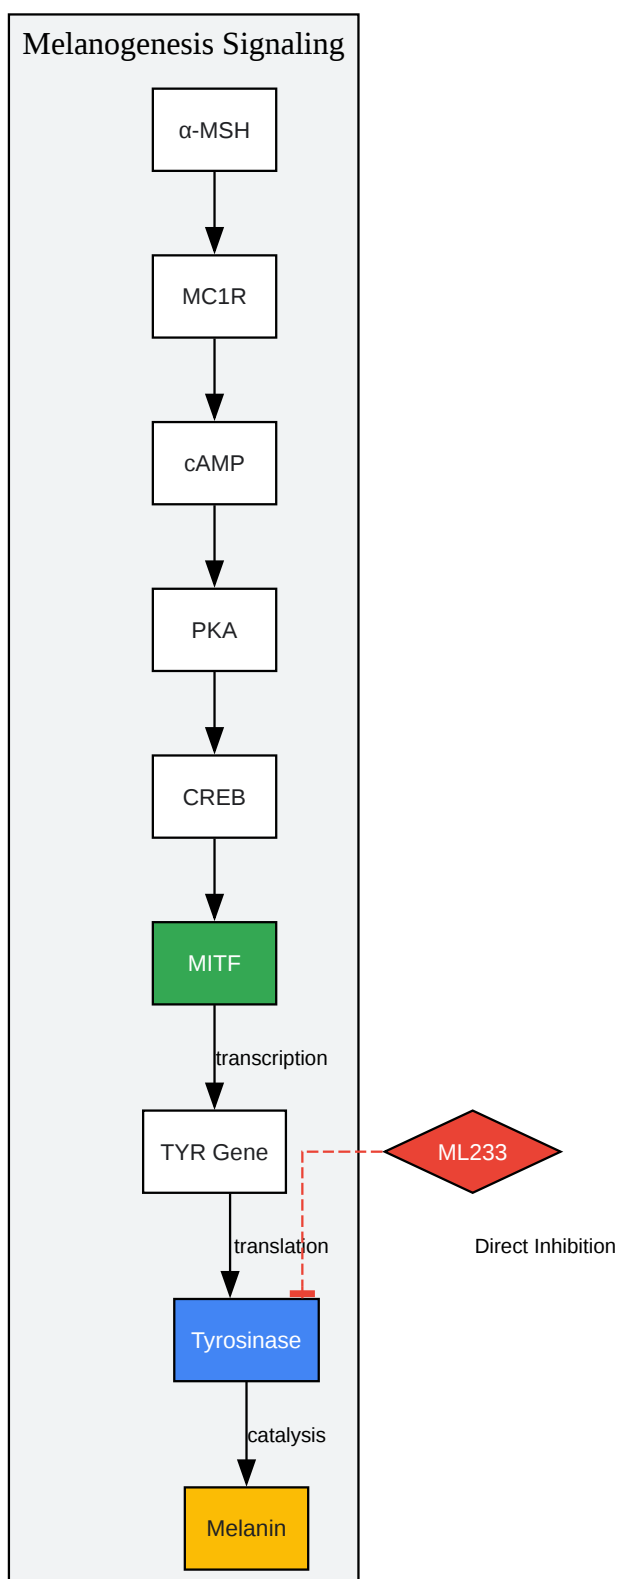 Melanogenesis Signaling
α-MSH
MC1R
cAMP
PKA
CREB
MITF
transcription
TYR Gene
ML233
translation
Direct Inhibition
Tyrosinase
catalysis
Melanin